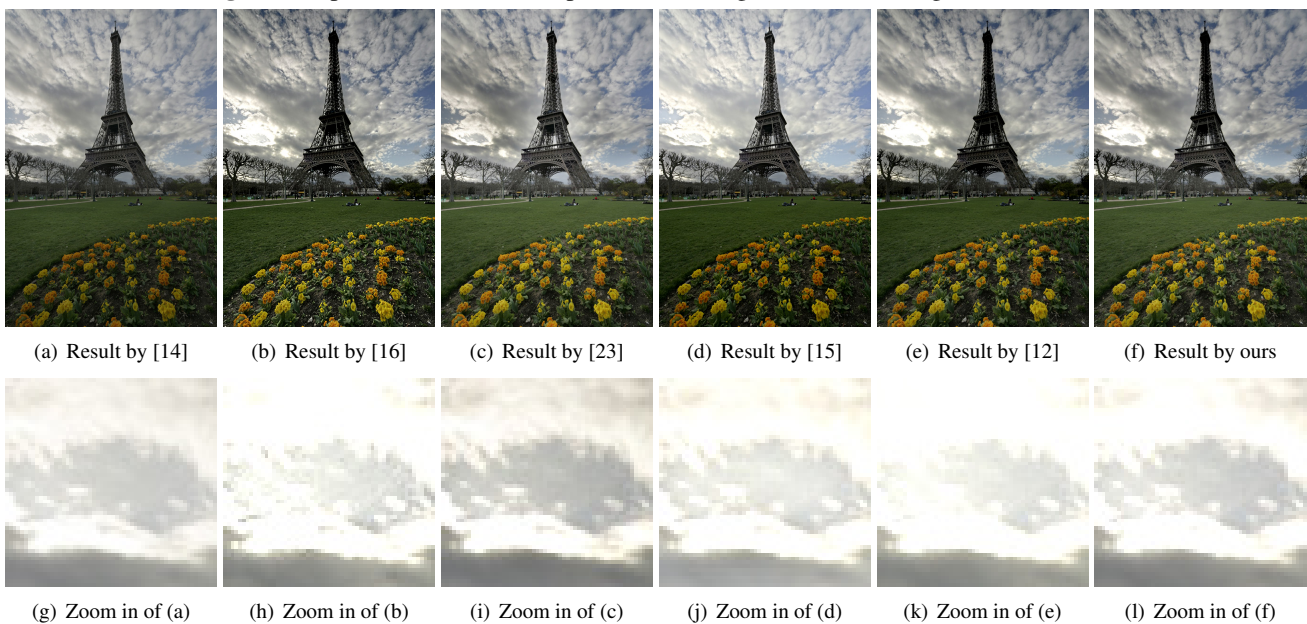 (a) Result by [14]
(b) Result by [16]
(c) Result by [23]
(d) Result by [15]
(e) Result by [12]
(f) Result by ours
(g) Zoom in of (a)
(h) Zoom in of (b)
(i) Zoom in of (c)
(j) Zoom in of (d)
(k) Zoom in of (e)
(l) Zoom in of (f)